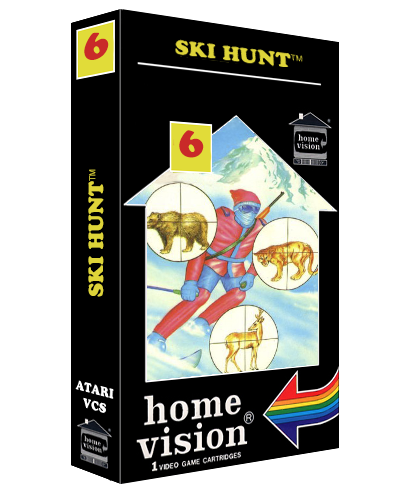 6
SKI HUNT™
ATARI
VCS
home
vision
SKI HUNT™
home
vision
6
home
vision®
1 VIDEO GAME CARTRIDGES